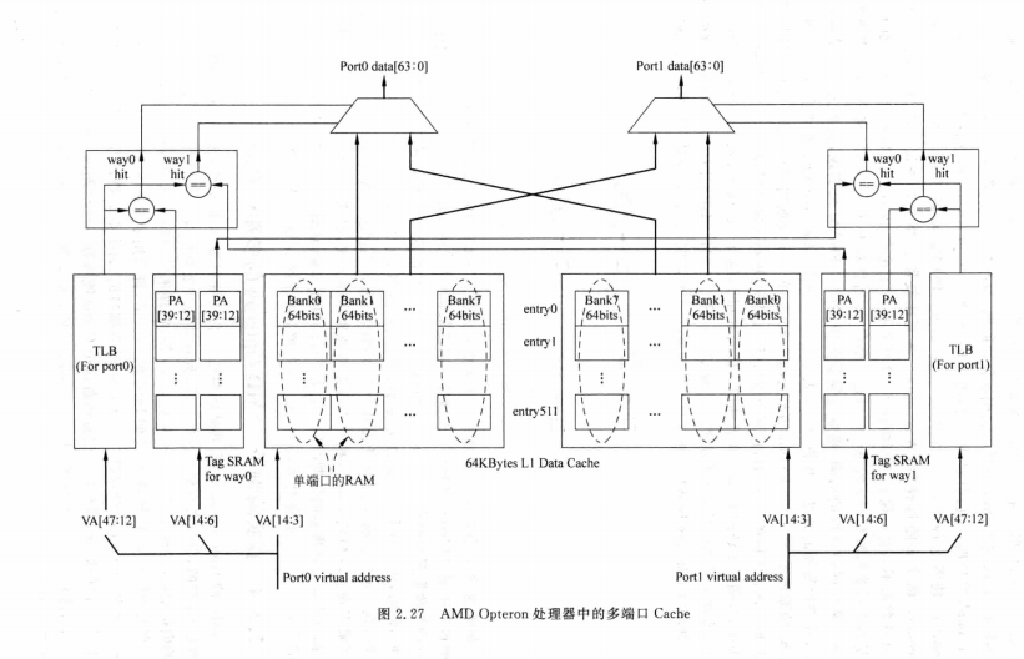 Port0 data[63:0]
Port1 data[63:0]
way0 hit
way1 hit
way0 hit
way1 hit
TLB (For port0)
PA [39:12]
PA [39:12]
Bank0 64bits
Bank1 64bits
...
Bank7 64bits
entry0
Bank7 64bits
...
Bank1 64bits
Bank0 64bits
PA [39:12]
PA [39:12]
TLB (For port1)
entry1
entry511
Tag SRAM for way0
单端口的RAM
64KBytes L1 Data Cache
Tag SRAM for way1
VA[47:12]
VA[14:6]
VA[14:3]
VA[14:3]
VA[14:6]
VA[47:12]
Port0 virtual address
Port1 virtual address
图 2.27 AMD Opteron 处理器中的多端口 Cache